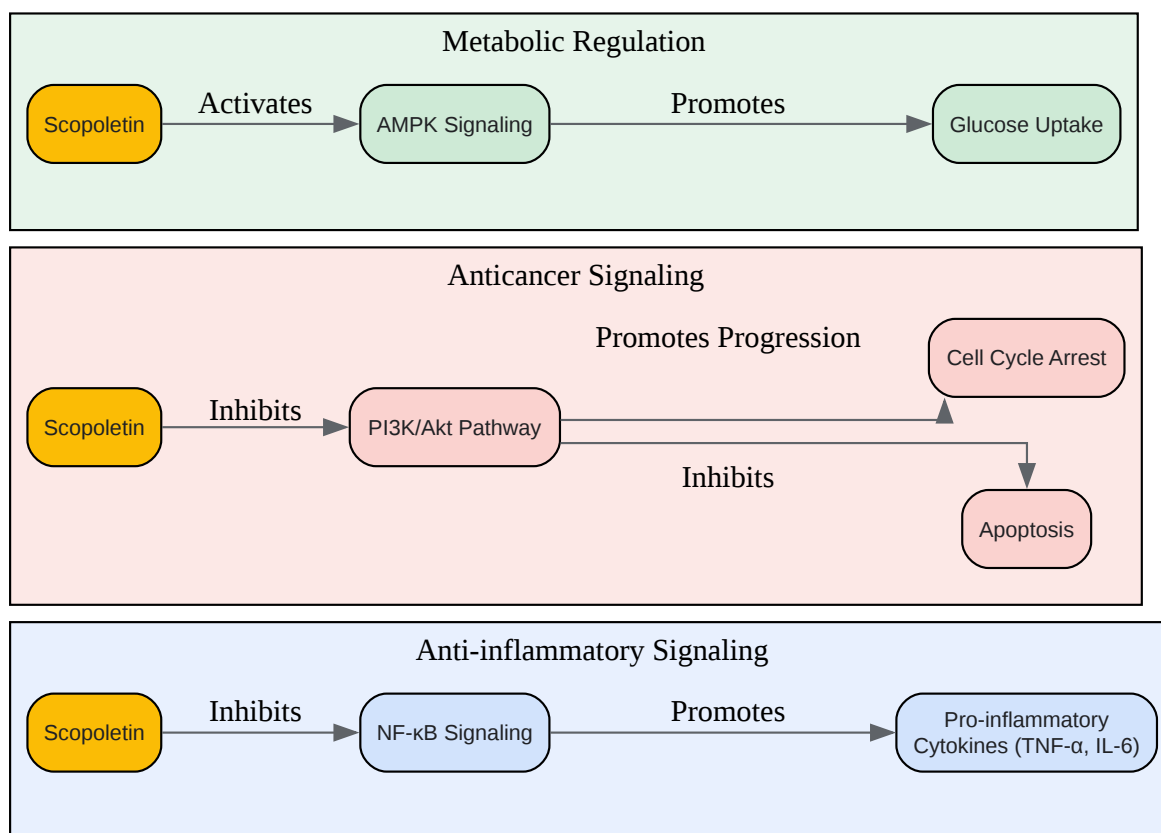 Metabolic Regulation
Scopoletin
Activates
AMPK Signaling
Promotes
Glucose Uptake
Anticancer Signaling
Promotes Progression
Cell Cycle Arrest
Scopoletin
Inhibits
PI3K/Akt Pathway
Inhibits
Apoptosis
Anti-inflammatory Signaling
Scopoletin
Inhibits
NF-κB Signaling
Promotes
Pro-inflammatory
Cytokines (TNF-α, IL-6)